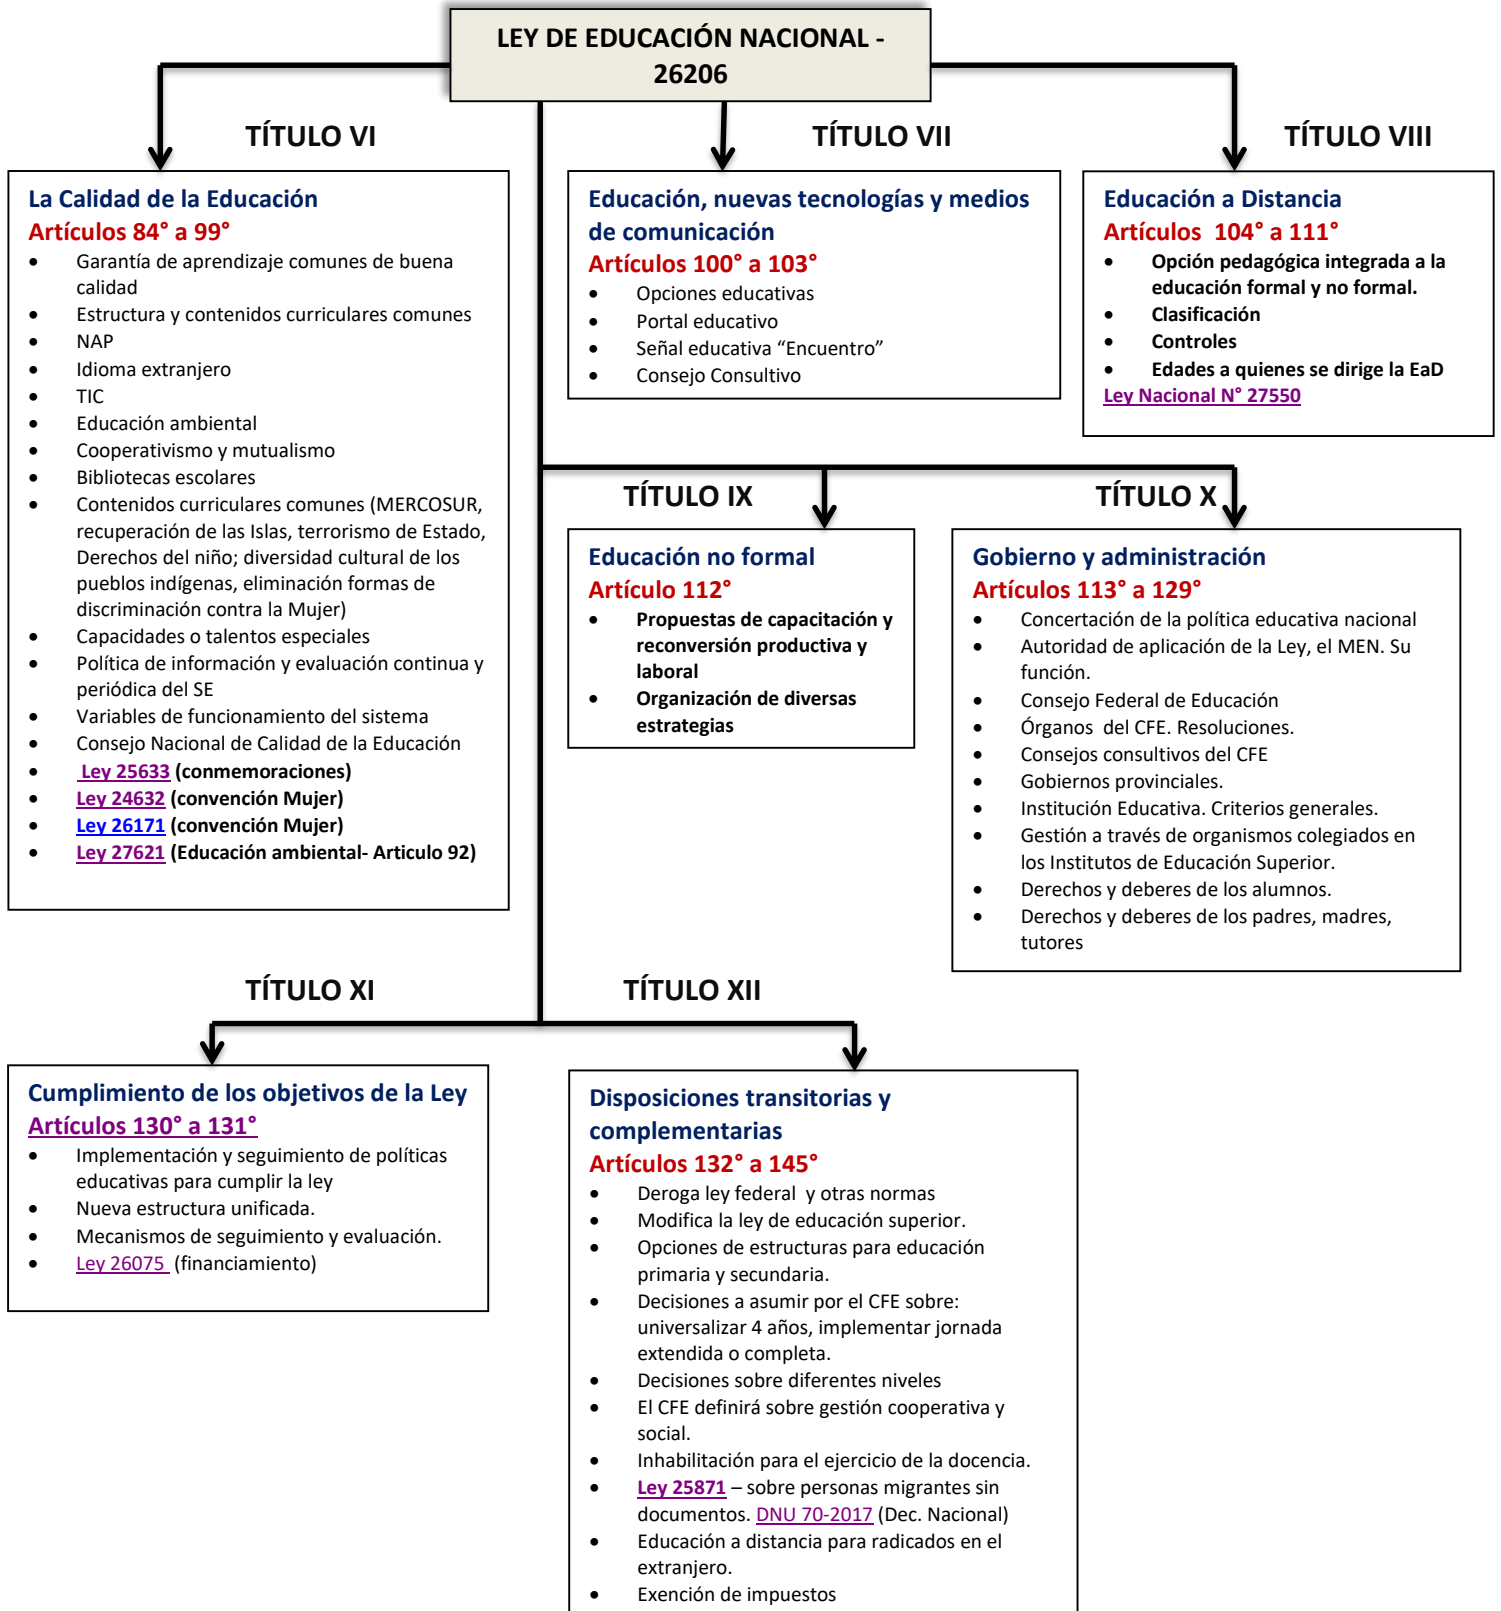 LEY DE EDUCACIÓN NACIONAL -
26206
TÍTULO VI
La Calidad de la Educación
Artículos 84° a 99°
• Garantía de aprendizaje comunes de buena
calidad
• Estructura y contenidos curriculares comunes
• NAP
• Idioma extranjero
• TIC
• Educación ambiental
• Cooperativismo y mutualismo
• Bibliotecas escolares
• Contenidos curriculares comunes (MERCOSUR,
recuperación de las Islas, terrorismo de Estado,
Derechos del niño; diversidad cultural de los
pueblos indígenas, eliminación formas de
discriminación contra la Mujer)
• Capacidades o talentos especiales
• Política de información y evaluación continua y
periódica del SE
• Variables de funcionamiento del sistema
• Consejo Nacional de Calidad de la Educación
• Ley 25633 (conmemoraciones)
• Ley 24632 (convención Mujer)
• Ley 26171 (convención Mujer)
• Ley 27621 (Educación ambiental- Articulo 92)
TÍTULO VII
Educación, nuevas tecnologías y medios
de comunicación
Artículos 100° a 103°
• Opciones educativas
• Portal educativo
• Señal educativa “Encuentro”
• Consejo Consultivo
TÍTULO VIII
Educación a Distancia
Artículos 104° a 111°
• Opción pedagógica integrada a la
educación formal y no formal.
• Clasificación
• Controles
• Edades a quienes se dirige la EaD
Ley Nacional N° 27550
TÍTULO IX
Educación no formal
Artículo 112°
• Propuestas de capacitación y
reconversión productiva y
laboral
• Organización de diversas
estrategias
TÍTULO X
Gobierno y administración
Artículos 113° a 129°
• Concertación de la política educativa nacional
• Autoridad de aplicación de la Ley, el MEN. Su
función.
• Consejo Federal de Educación
• Órganos del CFE. Resoluciones.
• Consejos consultivos del CFE
• Gobiernos provinciales.
• Institución Educativa. Criterios generales.
• Gestión a través de organismos colegiados en
los Institutos de Educación Superior.
• Derechos y deberes de los alumnos.
• Derechos y deberes de los padres, madres,
tutores
TÍTULO XI
Cumplimiento de los objetivos de la Ley
Artículos 130° a 131°
• Implementación y seguimiento de políticas
educativas para cumplir la ley
• Nueva estructura unificada.
• Mecanismos de seguimiento y evaluación.
• Ley 26075 (financiamiento)
TÍTULO XII
Disposiciones transitorias y
complementarias
Artículos 132° a 145°
• Deroga ley federal y otras normas
• Modifica la ley de educación superior.
• Opciones de estructuras para educación
primaria y secundaria.
• Decisiones a asumir por el CFE sobre:
universalizar 4 años, implementar jornada
extendida o completa.
• Decisiones sobre diferentes niveles
• El CFE definirá sobre gestión cooperativa y
social.
• Inhabilitación para el ejercicio de la docencia.
• Ley 25871 – sobre personas migrantes sin
documentos. DNU 70-2017 (Dec. Nacional)
• Educación a distancia para radicados en el
extranjero.
• Exención de impuestos